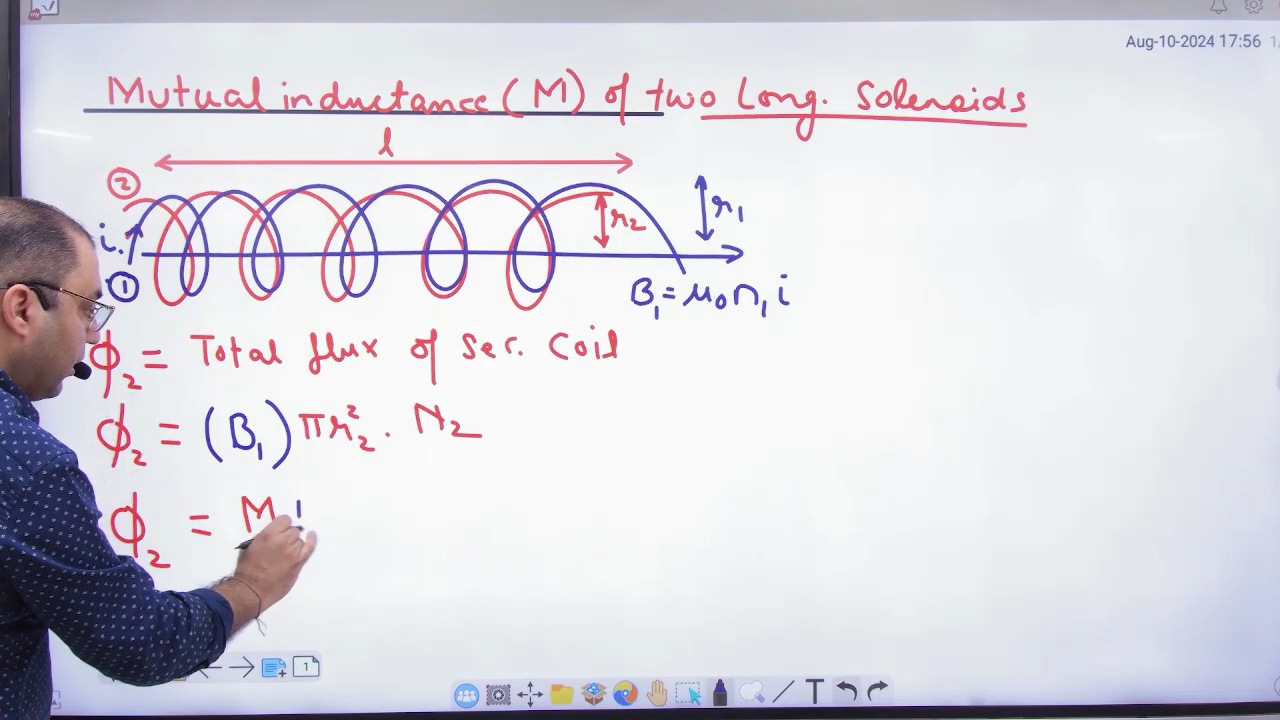 Aug-10-2024 17:56
Mutual inductance (M) of two Long. Solenoids
l
②
r₂
r₁
i.
①
B₁ = μ₀n₁i
ϕ₂ = Total flux of Sec. Coil
ϕ₂ = (B₁)πr₂². N₂
ϕ₂ = M
1
T